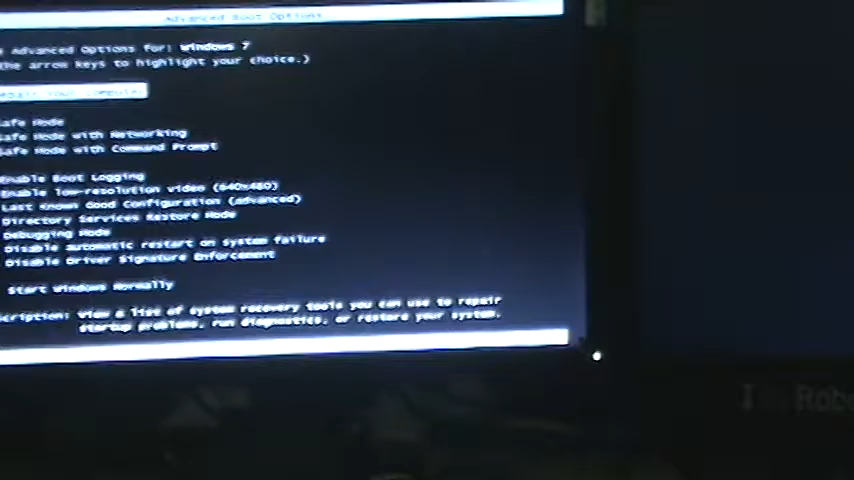 Advanced Boot Options
Advanced Options for: Windows 7
the arrow keys to highlight your choice.)
Repair Your Computer
Safe Mode
Safe Mode with Networking
Safe Mode with Command Prompt
Enable Boot Logging
Enable low-resolution video (640x480)
Last Known Good Configuration (advanced)
Directory Services Restore Mode
Debugging Mode
Disable automatic restart on system failure
Disable Driver Signature Enforcement
Start Windows Normally
cription: View a list of system recovery tools you can use to repair
startup problems, run diagnostics, or restore your system.
Robo